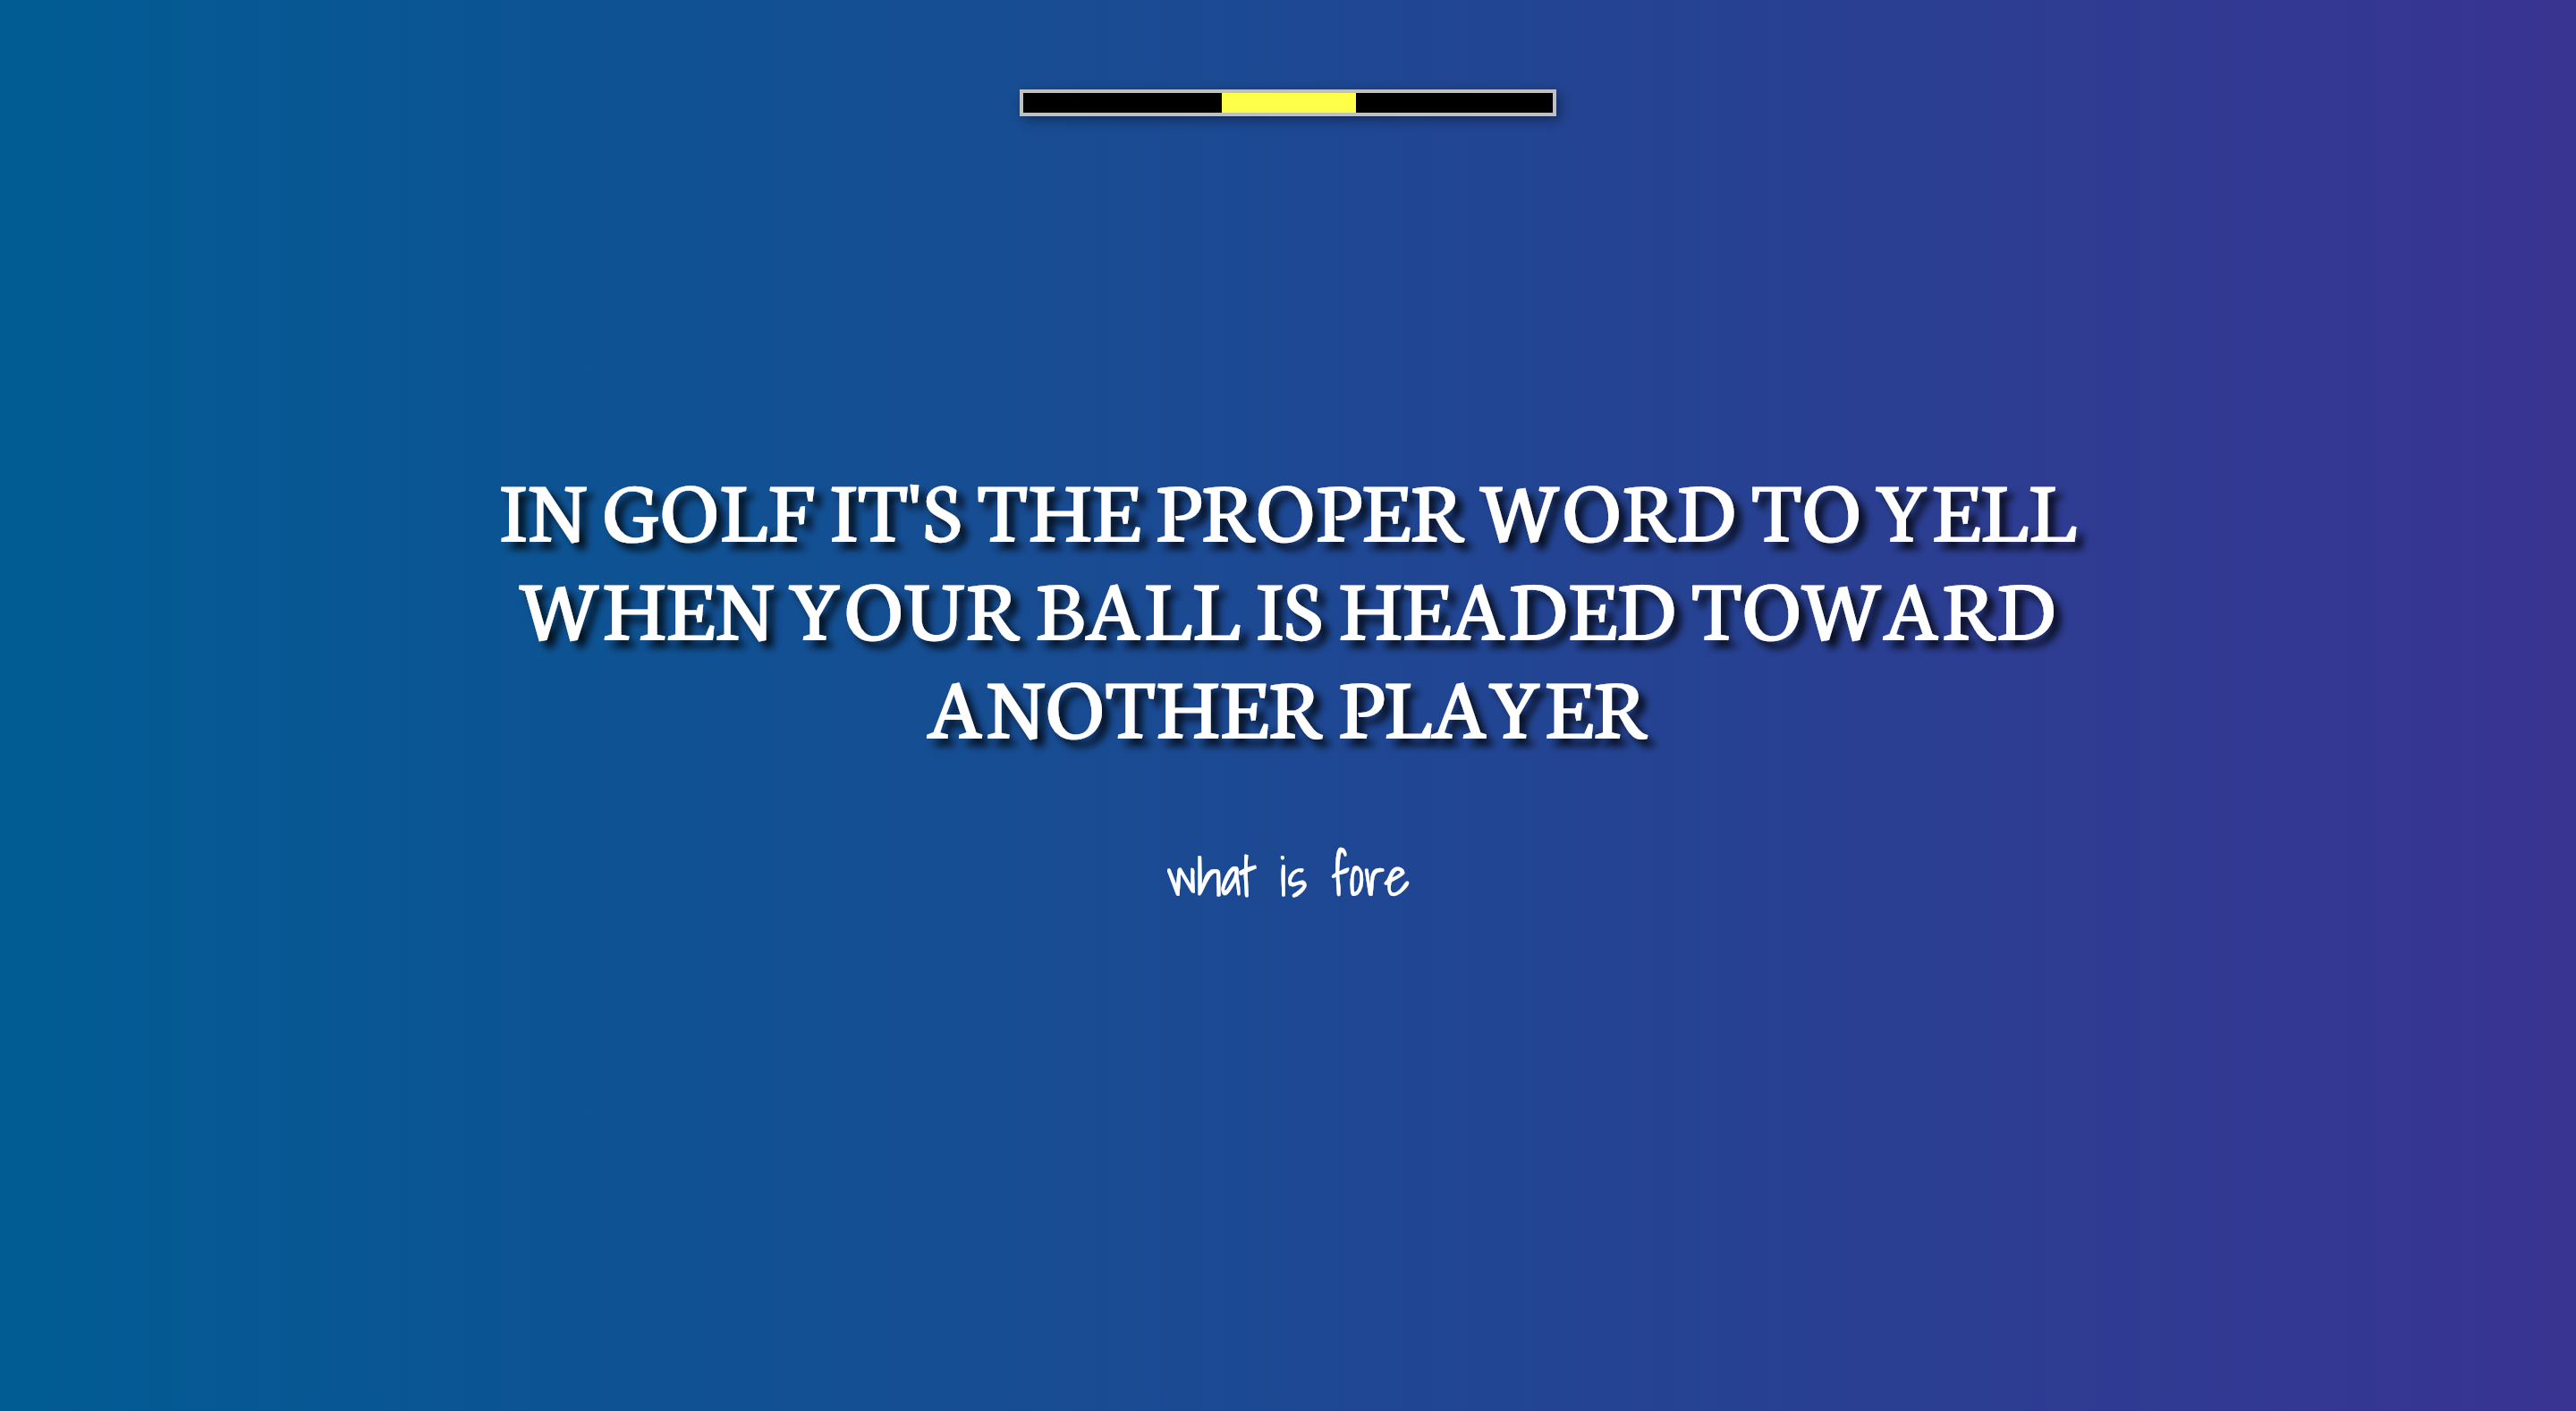 IN GOLF IT'S THE PROPER WORD TO YELL
WHEN YOUR BALL IS HEADED TOWARD
ANOTHER PLAYER
what is fore